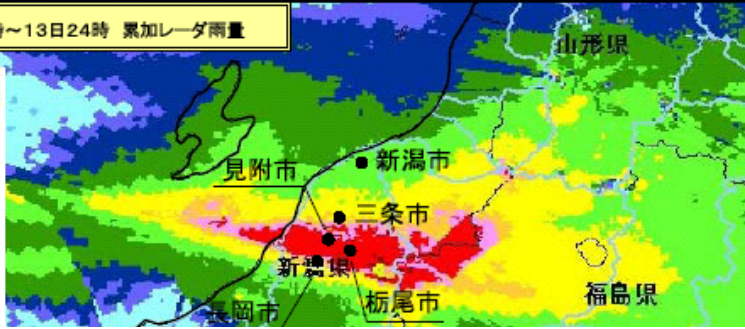 時～13日24時 累加レーダ雨量
山形県
新潟市
見附市
三条市
新潟県
福島県
長岡市
栃尾市